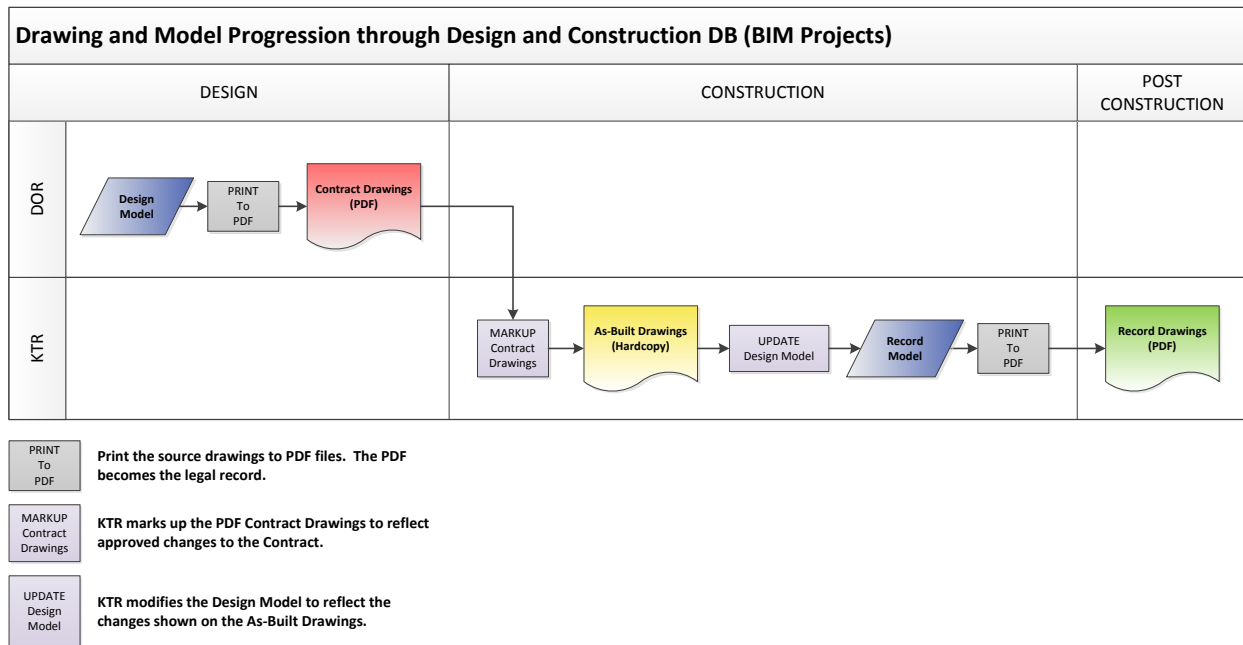 Drawing and Model Progression through Design and Construction DB (BIM Projects)
DESIGN
CONSTRUCTION
POST
CONSTRUCTION
DOR
Design
Model
PRINT
To
PDF
Contract Drawings
(PDF)
KTR
MARKUP
Contract
Drawings
As-Built Drawings
(Hardcopy)
UPDATE
Design Model
Record
Model
PRINT
To
PDF
Record Drawings
(PDF)
PRINT
To
PDF
Print the source drawings to PDF files. The PDF
becomes the legal record.
MARKUP
Contract
Drawings
KTR marks up the PDF Contract Drawings to reflect
approved changes to the Contract.
UPDATE
Design
Model
KTR modifies the Design Model to reflect the
changes shown on the As-Built Drawings.